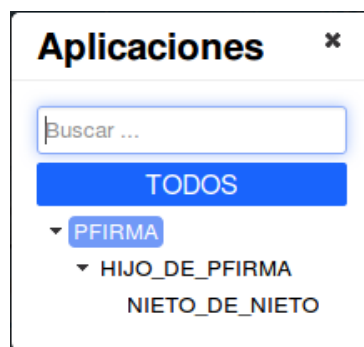 Aplicaciones
Buscar ...
TODOS
PFIRMA
HIJO_DE_PFIRMA
NIETO_DE_NIETO